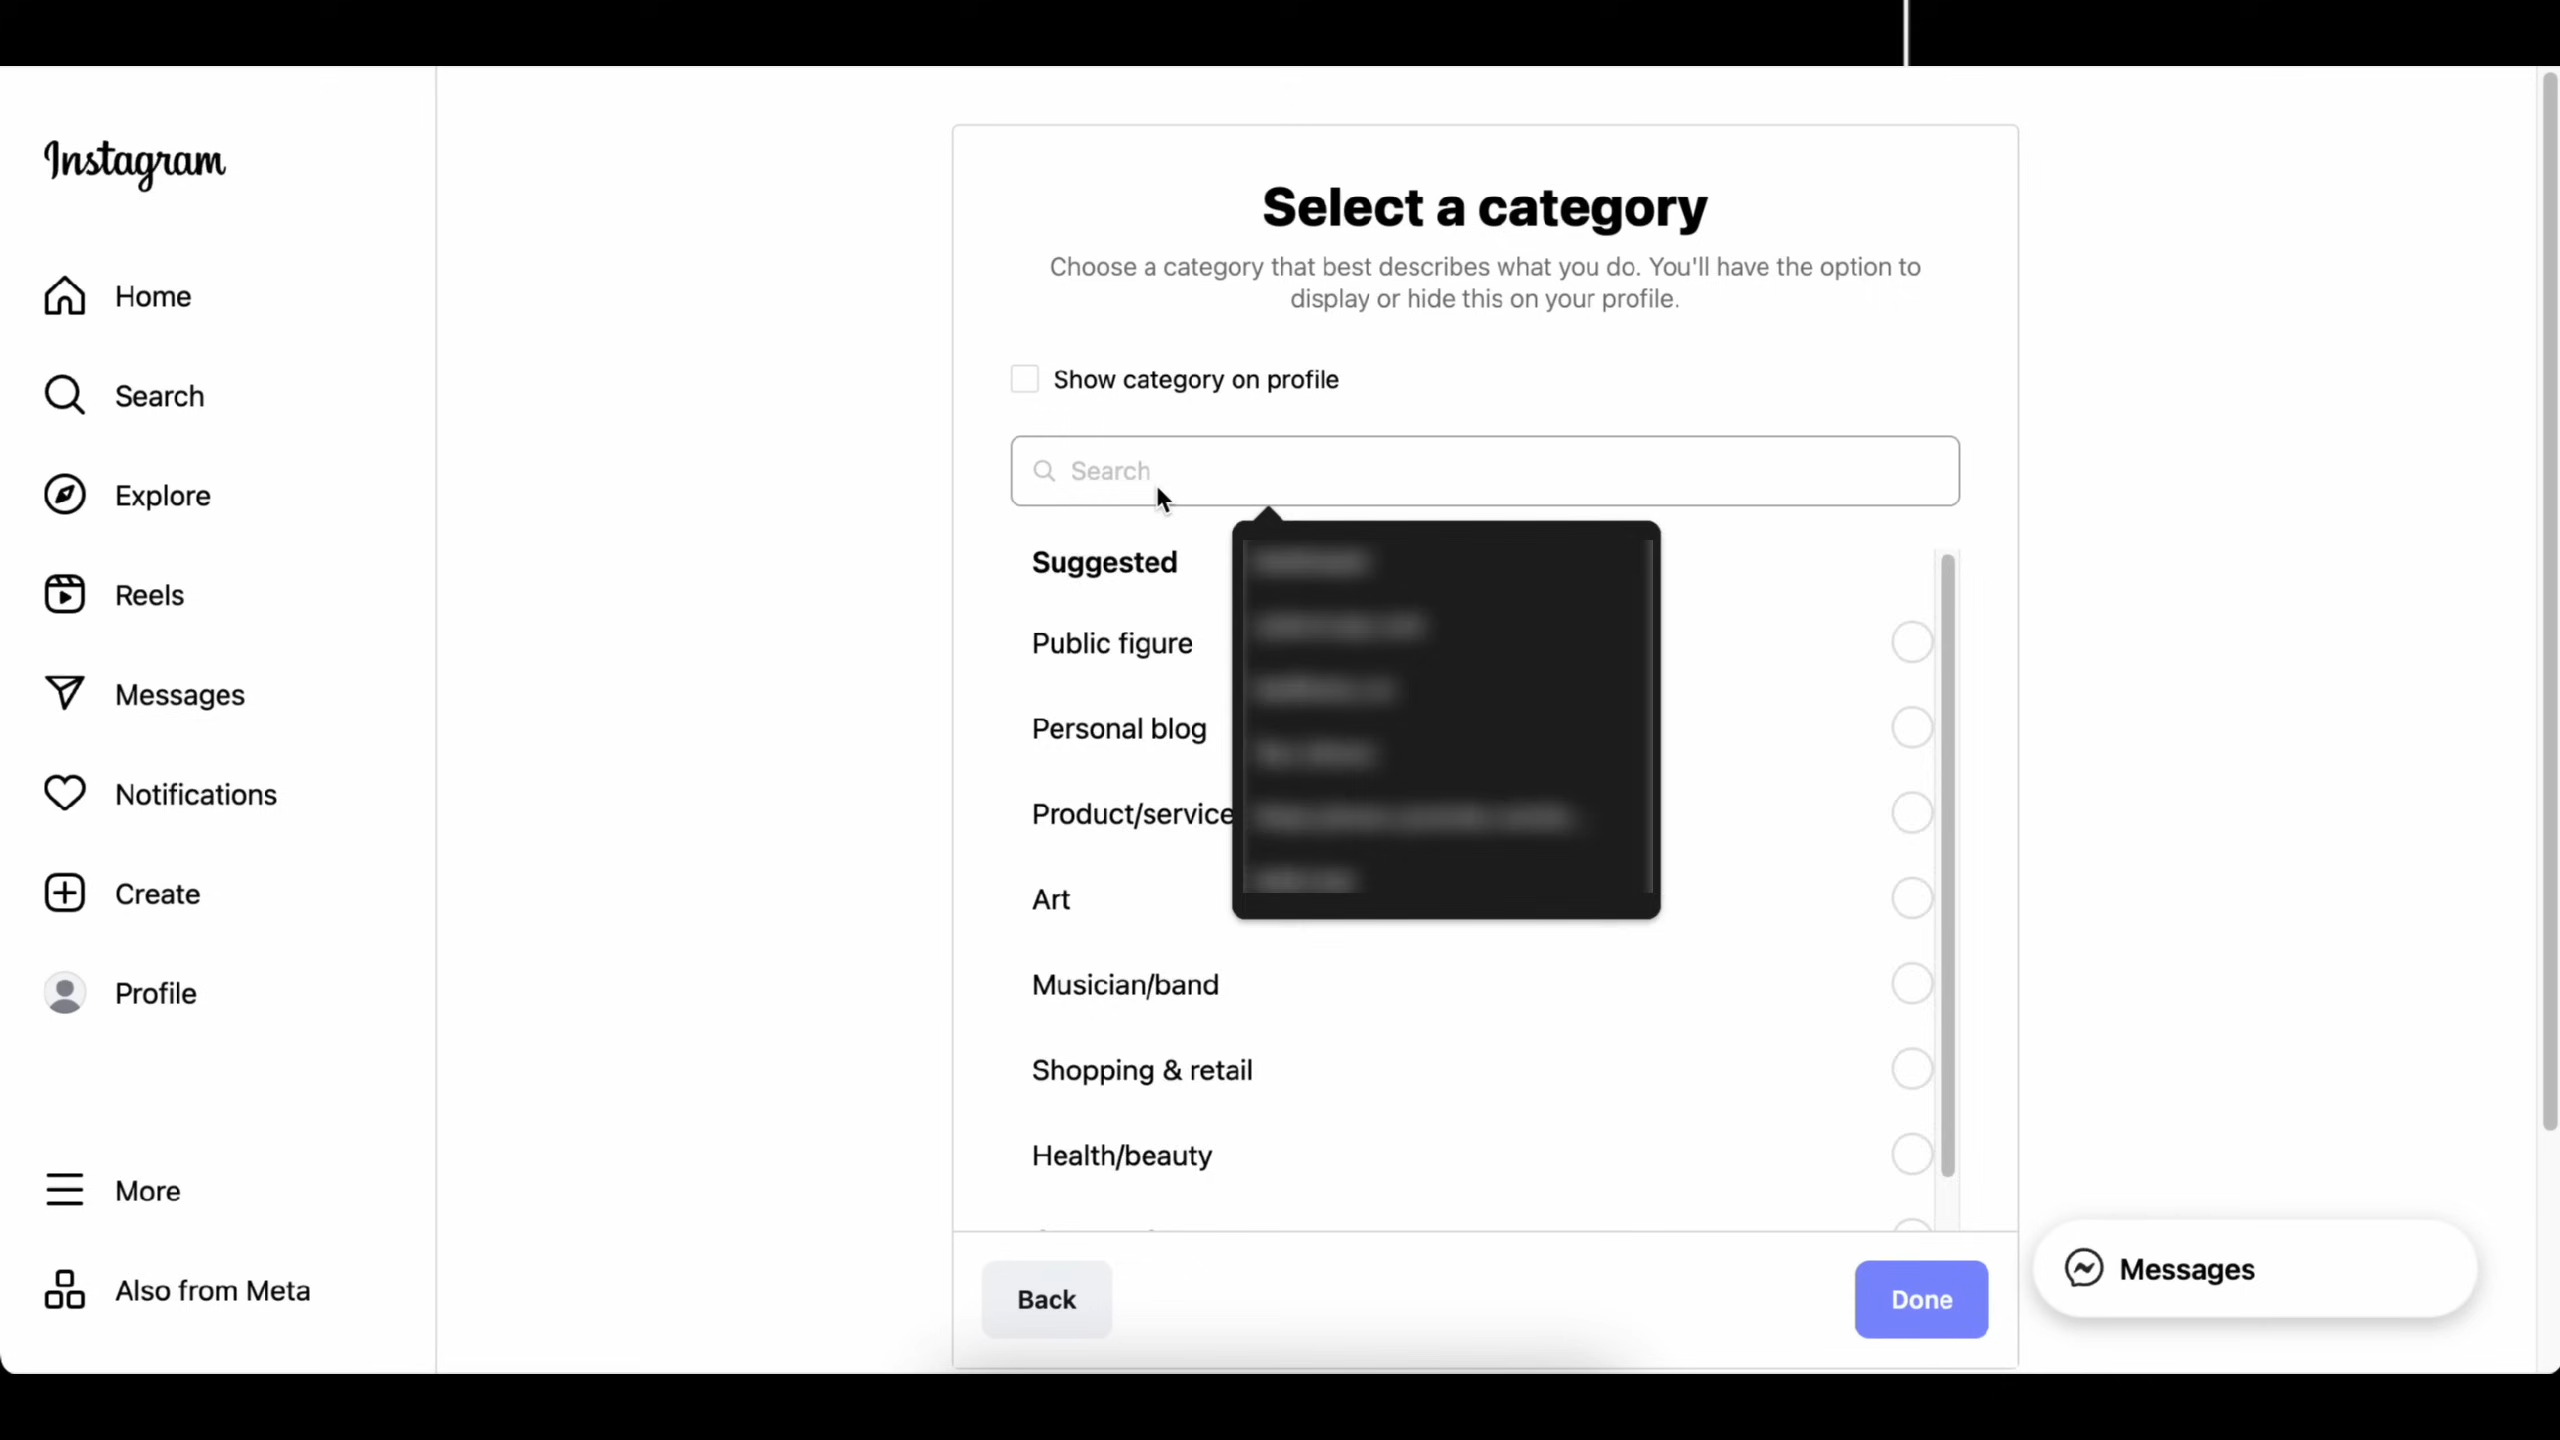 Instagram
Home
Search
Explore
Reels
Messages
Notifications
Create
Profile
More
Also from Meta
Select a category
Choose a category that best describes what you do. You'll have the option to
display or hide this on your profile.
Show category on profile
Search
Suggested
Public figure
Personal blog
Product/service
Art
Musician/band
Shopping & retail
Health/beauty
Back
Done
Messages